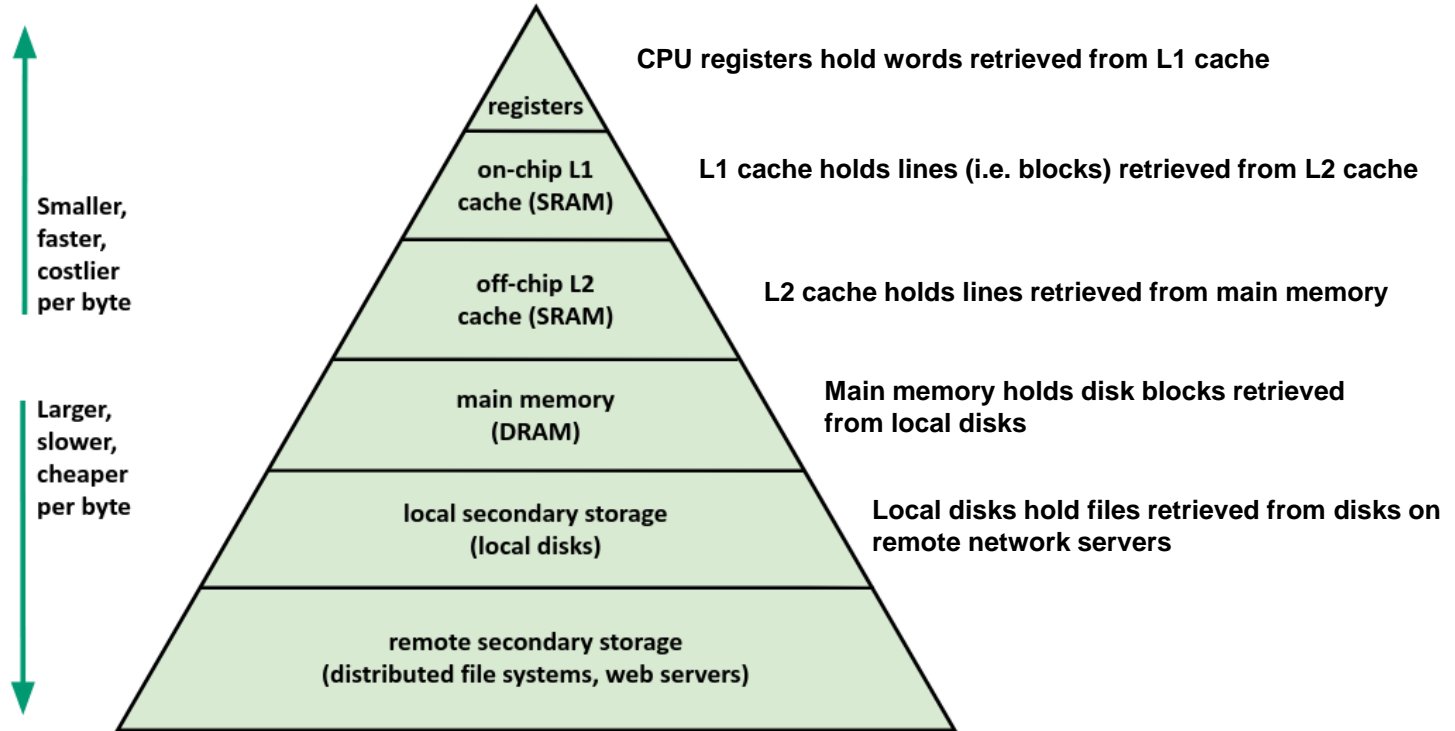 CPU registers hold words retrieved from L1 cache
registers
on-chip L1
cache (SRAM)
L1 cache holds lines (i.e. blocks) retrieved from L2 cache
Smaller,
faster,
costlier
per byte
off-chip L2
cache (SRAM)
L2 cache holds lines retrieved from main memory
Larger,
slower,
cheaper
per byte
main memory
(DRAM)
Main memory holds disk blocks retrieved
from local disks
local secondary storage
(local disks)
Local disks hold files retrieved from disks on
remote network servers
remote secondary storage
(distributed file systems, web servers)